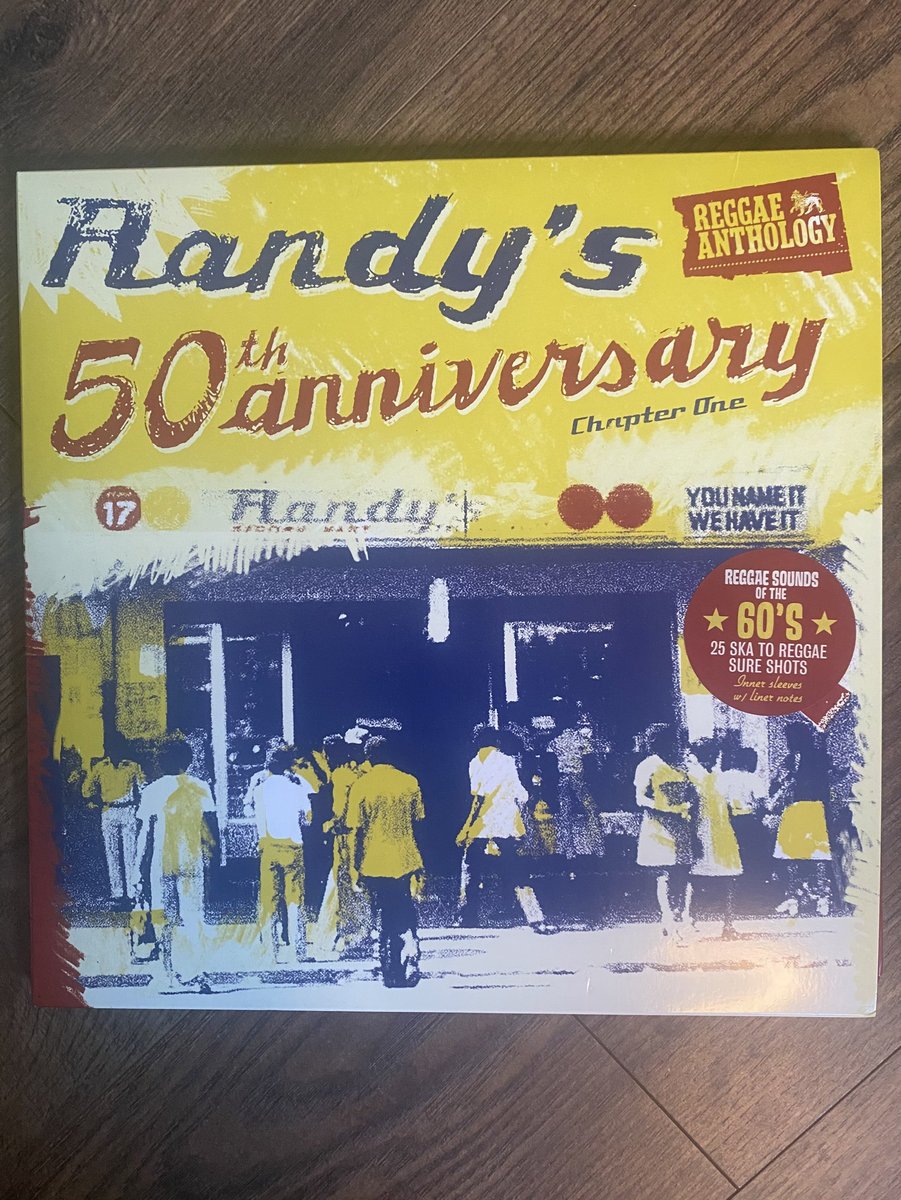 Randy's
REGGAE
ANTHOLOGY
50th anniversary
Chapter One
17
Randy's
YOU NAME IT
WE HAVE IT
REGGAE SOUNDS
OF THE
60'S
25 SKA TO REGGAE
SURE SHOTS
Inner sleeves
w/ liner notes